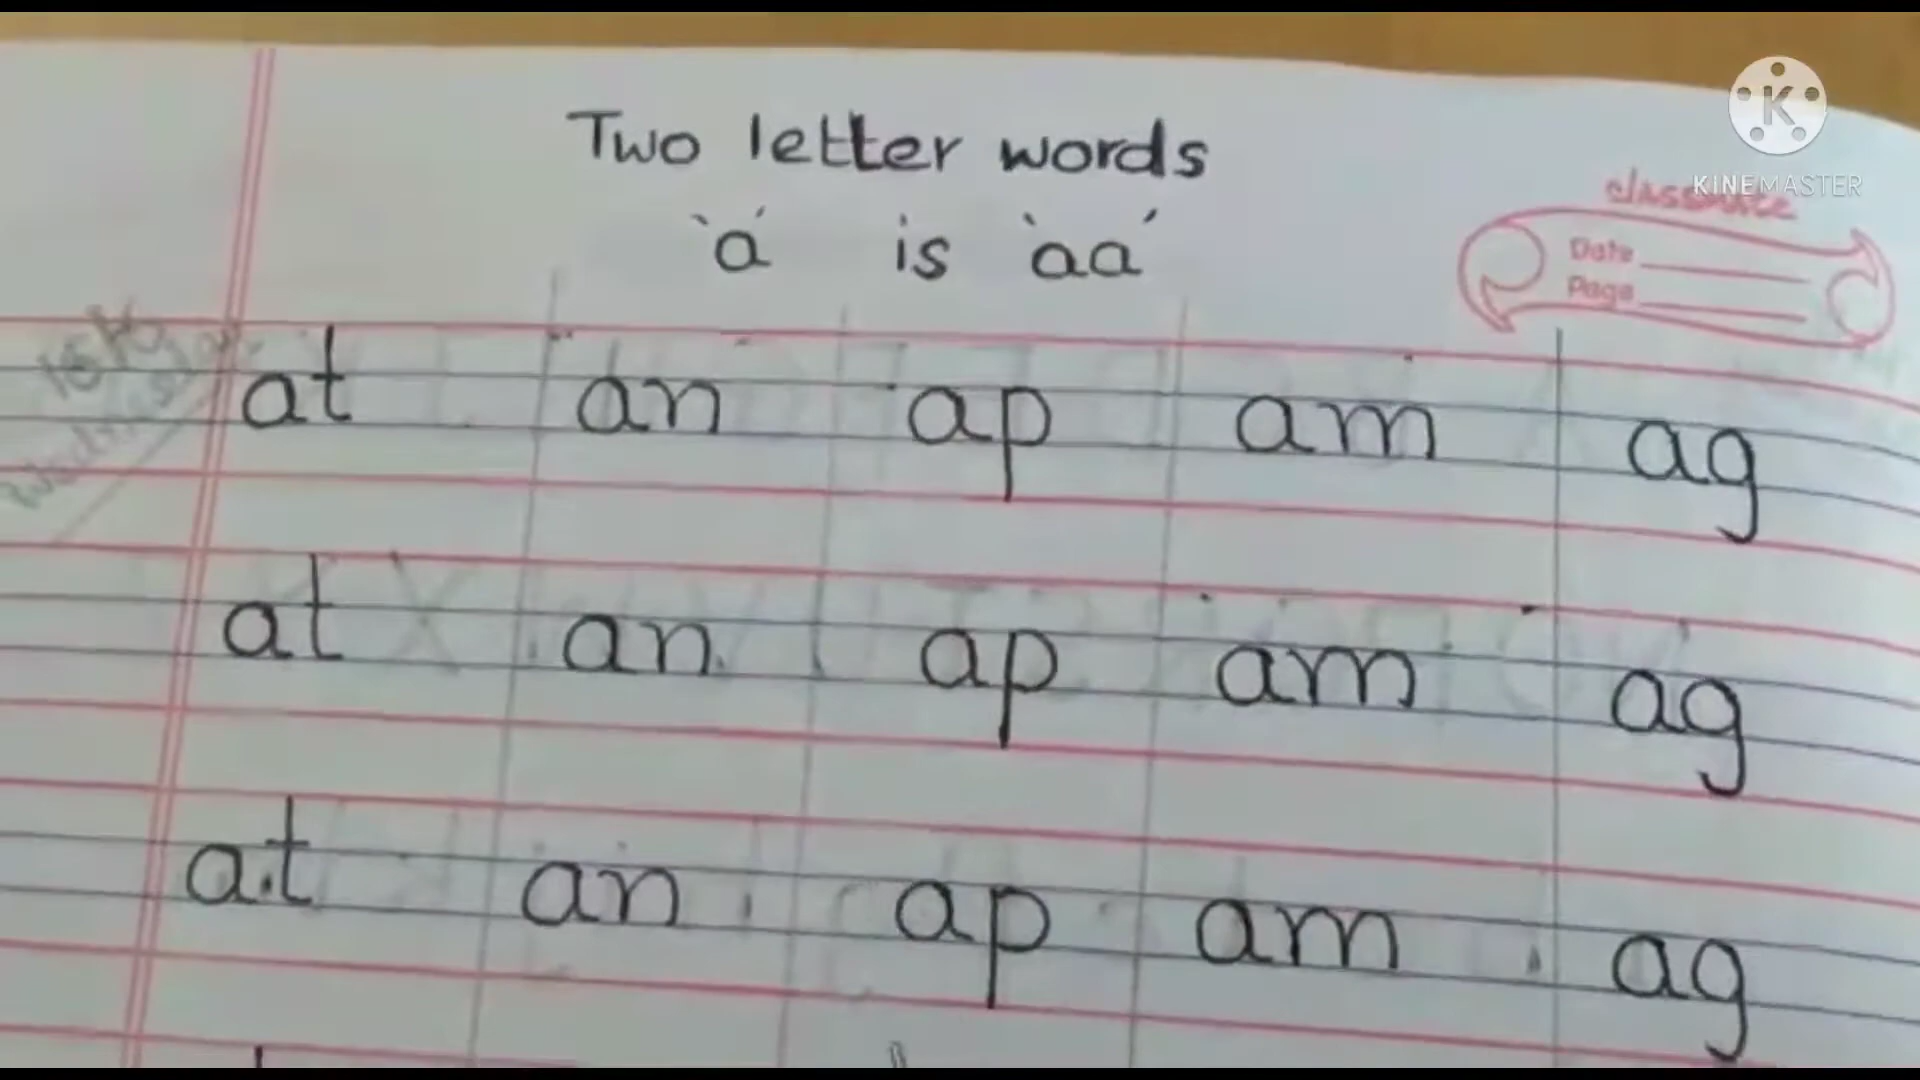 Two letter words
'a' is 'aa'
KINEMASTER
classmate
Date
Page
at an ap am ag
at an ap am ag
at an ap am ag